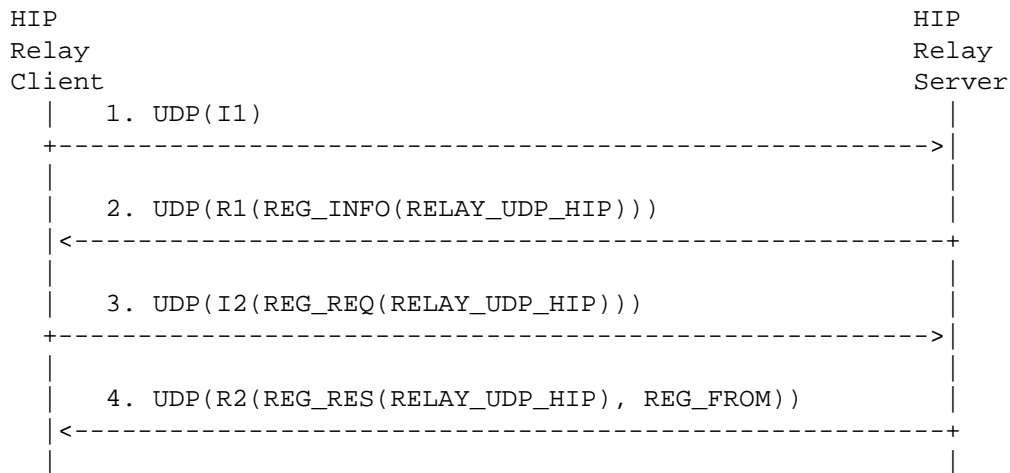 HIP HIP
Relay Relay
Client Server
1. UDP(I1)
2. UDP(R1(REG_INFO(RELAY_UDP_HIP)))
3. UDP(I2(REG_REQ(RELAY_UDP_HIP)))
4. UDP(R2(REG_RES(RELAY_UDP_HIP), REG_FROM))